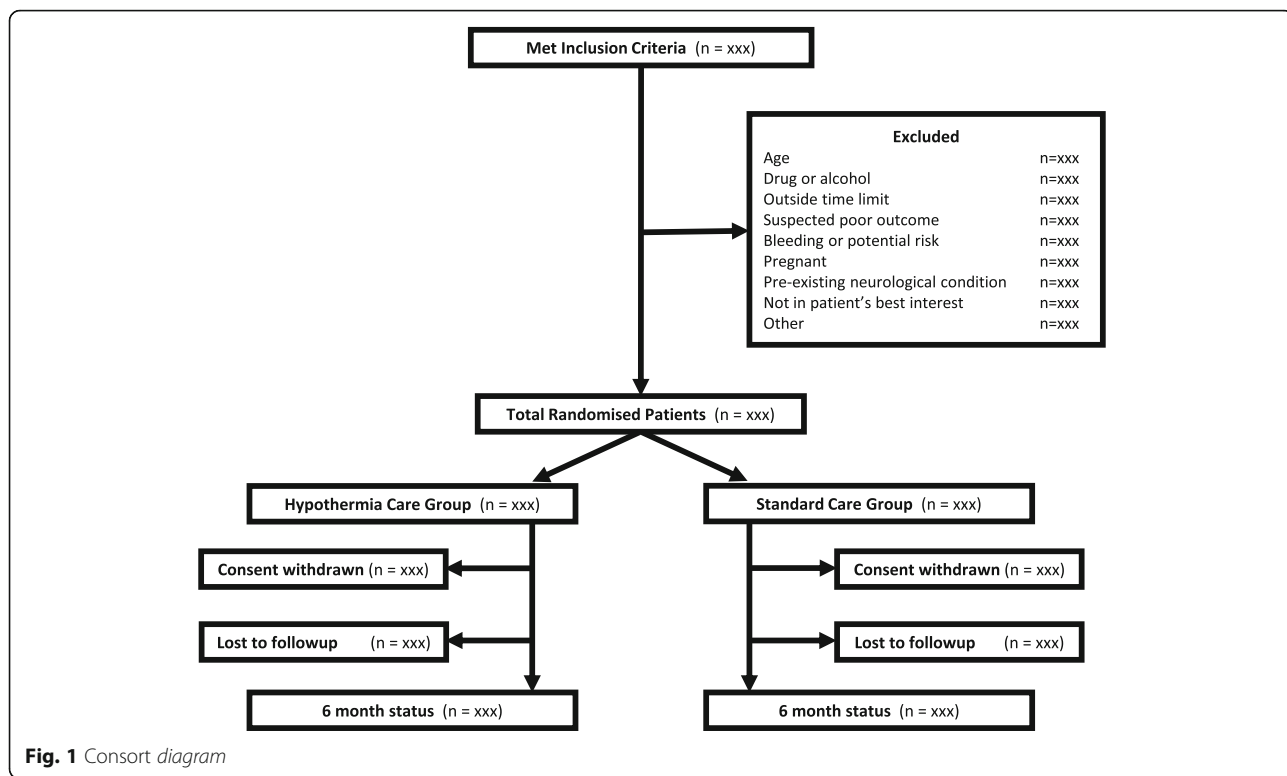 Met Inclusion Criteria (n = xxx)
Excluded
Age n=xxx
Drug or alcohol n=xxx
Outside time limit n=xxx
Suspected poor outcome n=xxx
Bleeding or potential risk n=xxx
Pregnant n=xxx
Pre-existing neurological condition n=xxx
Not in patient’s best interest n=xxx
Other n=xxx
Total Randomised Patients (n = xxx)
Hypothermia Care Group (n = xxx)
Standard Care Group (n = xxx)
Consent withdrawn (n = xxx)
Consent withdrawn (n = xxx)
Lost to followup (n = xxx)
Lost to followup (n = xxx)
6 month status (n = xxx)
6 month status (n = xxx)
Fig. 1 Consort diagram